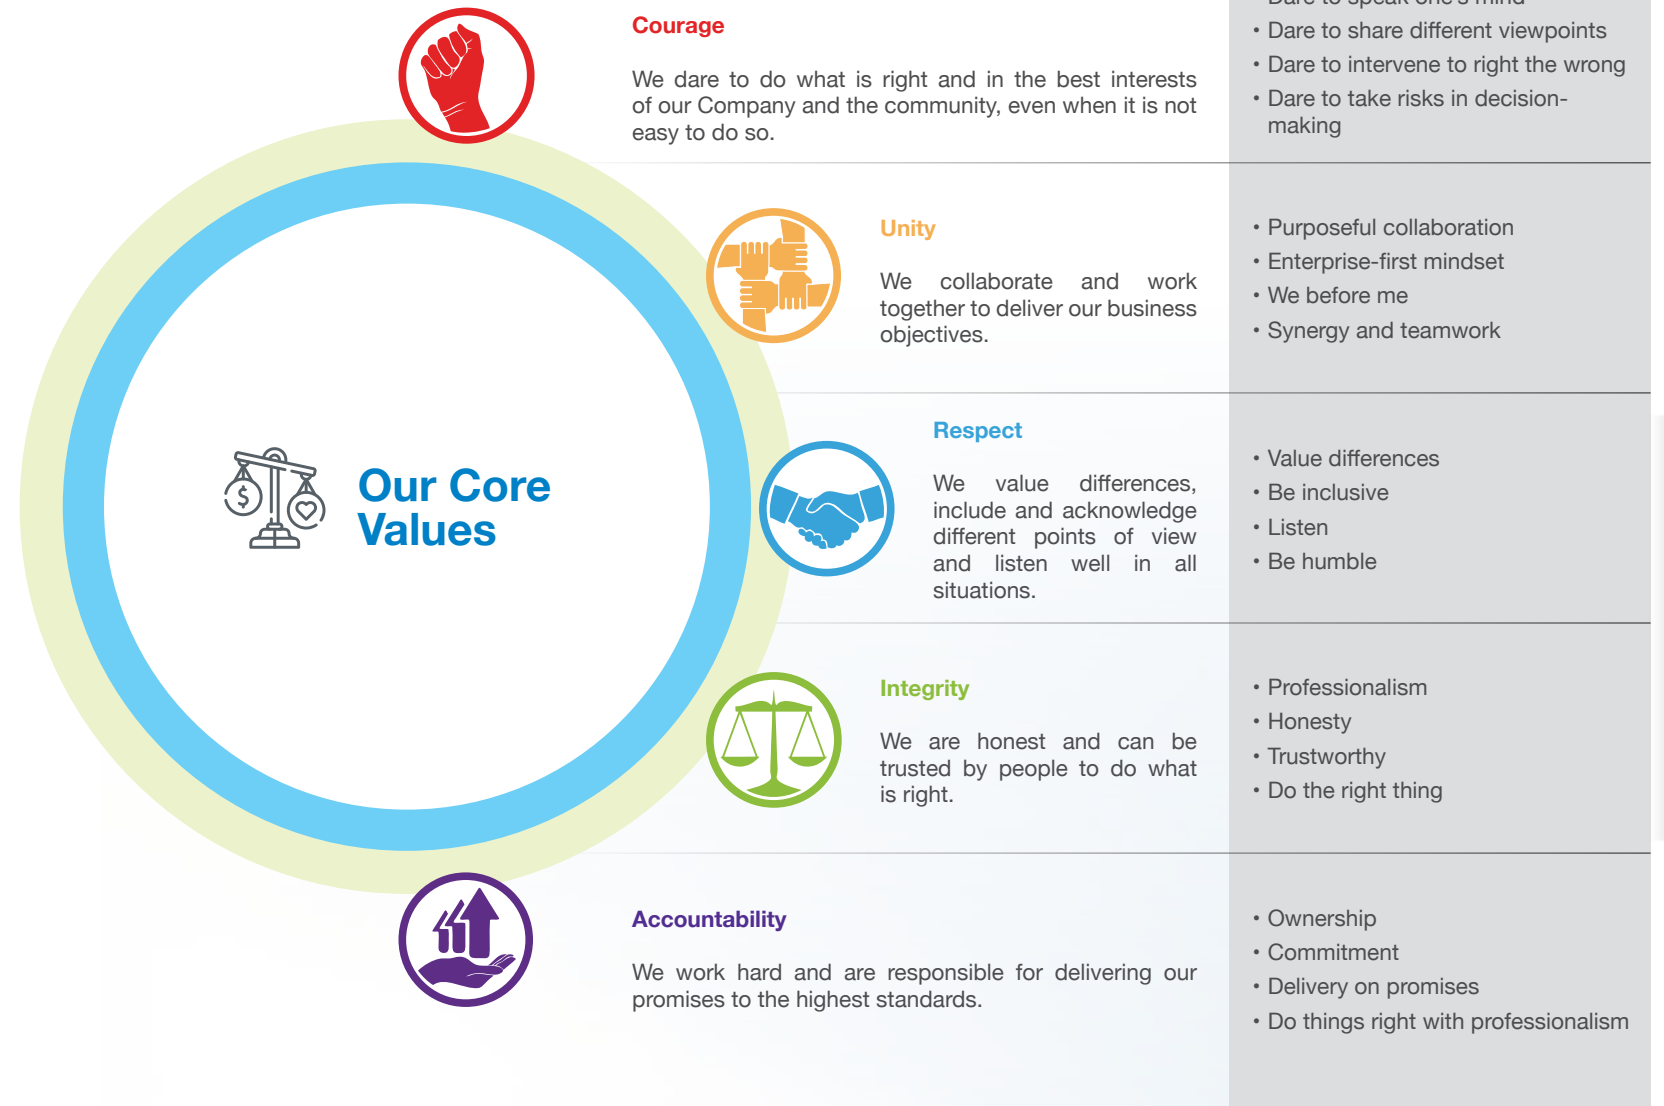 Dare to speak one's mind
Courage
• Dare to share different viewpoints
• Dare to intervene to right the wrong
We dare to do what is right and in the best interests
of our Company and the community, even when it is not
easy to do so.
• Dare to take risks in decision-
making
Unity
We collaborate and work
together to deliver our business
objectives.
• Purposeful collaboration
• Enterprise-first mindset
• We before me
• Synergy and teamwork
Our Core
Values
$
Respect
We value differences,
include and acknowledge
different points of view
and listen well in all
situations.
• Value differences
• Be inclusive
• Listen
• Be humble
Integrity
We are honest and can be
trusted by people to do what
is right.
• Professionalism
• Honesty
• Trustworthy
• Do the right thing
Accountability
We work hard and are responsible for delivering our
promises to the highest standards.
• Ownership
• Commitment
• Delivery on promises
• Do things right with professionalism